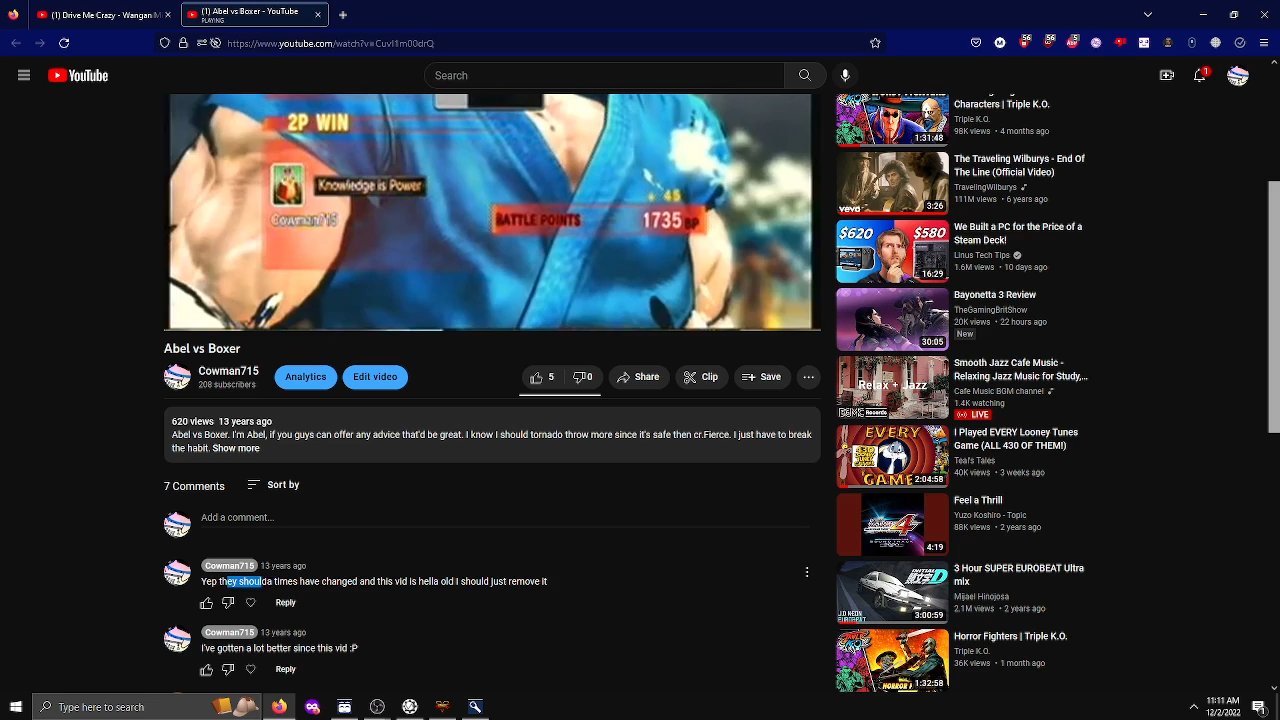 (1) Drive Me Crazy - Wangan M
(1) Abel vs Boxer - YouTube
PLAYING
https://www.youtube.com/watch?v=CuvI1m00drQ
YouTube
Search
1
2P WIN
Knowledge is Power
Cowman715
+ 45
BATTLE POINTS 1735 BP
Abel vs Boxer
Cowman715
208 subscribers
Analytics
Edit video
5
0
Share
Clip
Save
620 views 13 years ago
Abel vs Boxer. I'm Abel, if you guys can offer any advice that'd be great. I know I should tornado throw more since it's safe then cr.Fierce. I just have to break
the habit. Show more
7 Comments
Sort by
Add a comment...
Cowman715 13 years ago
Yep they shoulda times have changed and this vid is hella old I should just remove it
Reply
Cowman715 13 years ago
I've gotten a lot better since this vid :P
Reply
Characters | Triple K.O.
Triple K.O.
98K views • 4 months ago
1:31:48
The Traveling Wilburys - End of
The Line (Official Video)
TravelingWilburys
111M views • 6 years ago
vevo
3:26
We Built a PC for the Price of a
Steam Deck!
Linus Tech Tips
1.6M views • 10 days ago
$620
$580
16:29
Bayonetta 3 Review
TheGamingBritShow
20K views • 22 hours ago
New
30:05
Smooth Jazz Cafe Music -
Relaxing Jazz Music for Study,...
Cafe Music BGM channel
1.4K watching
LIVE
Relax + Jazz
BGMC Records
I Played EVERY Looney Tunes
Game (ALL 430 OF THEM!)
Teal's Tales
40K views • 3 weeks ago
EVERY
GAME
2:04:58
Feel a Thrill
Yuzo Koshiro - Topic
88K views • 2 years ago
4
4:19
3 Hour SUPER EUROBEAT Ultra
mix
Mijael Hinojosa
2.1M views • 2 years ago
INITIAL D
3:00:59
Horror Fighters | Triple K.O.
Triple K.O.
36K views • 1 month ago
1:32:58
Type here to search
11:11 AM
12/2/2022